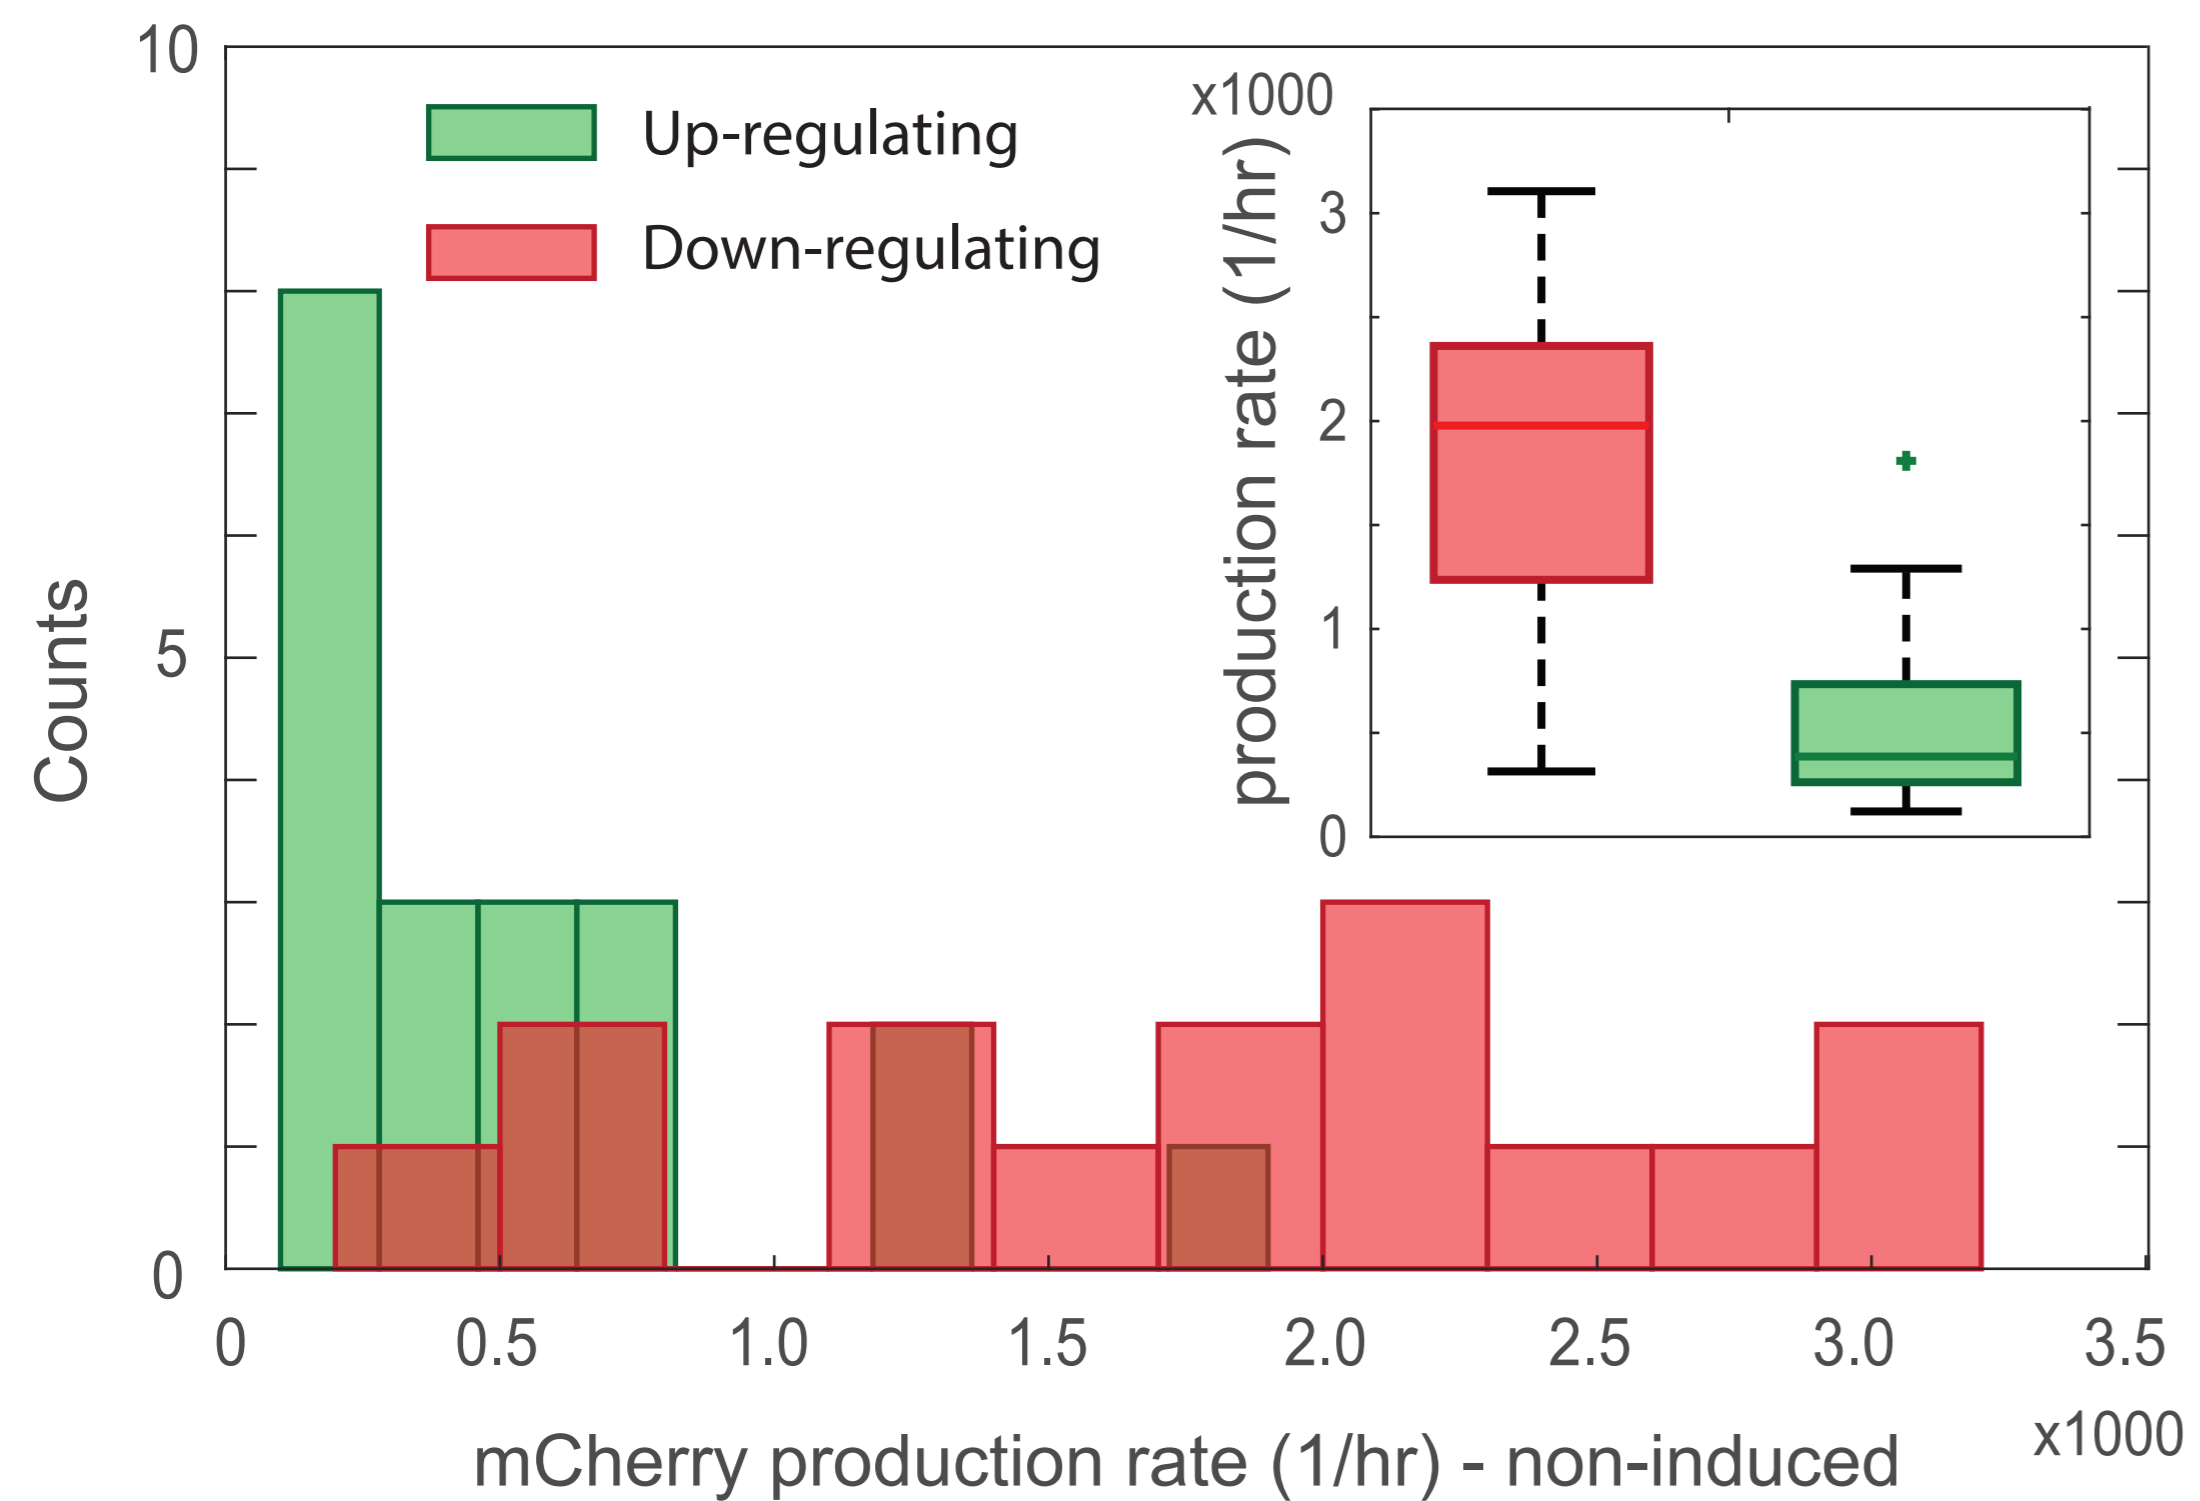 10
5
0
Counts
Up-regulating
Down-regulating
x1000
production rate (1/hr)
3
2
1
0
0 0.5 1.0 1.5 2.0 2.5 3.0 3.5
x1000
mCherry production rate (1/hr) - non-induced